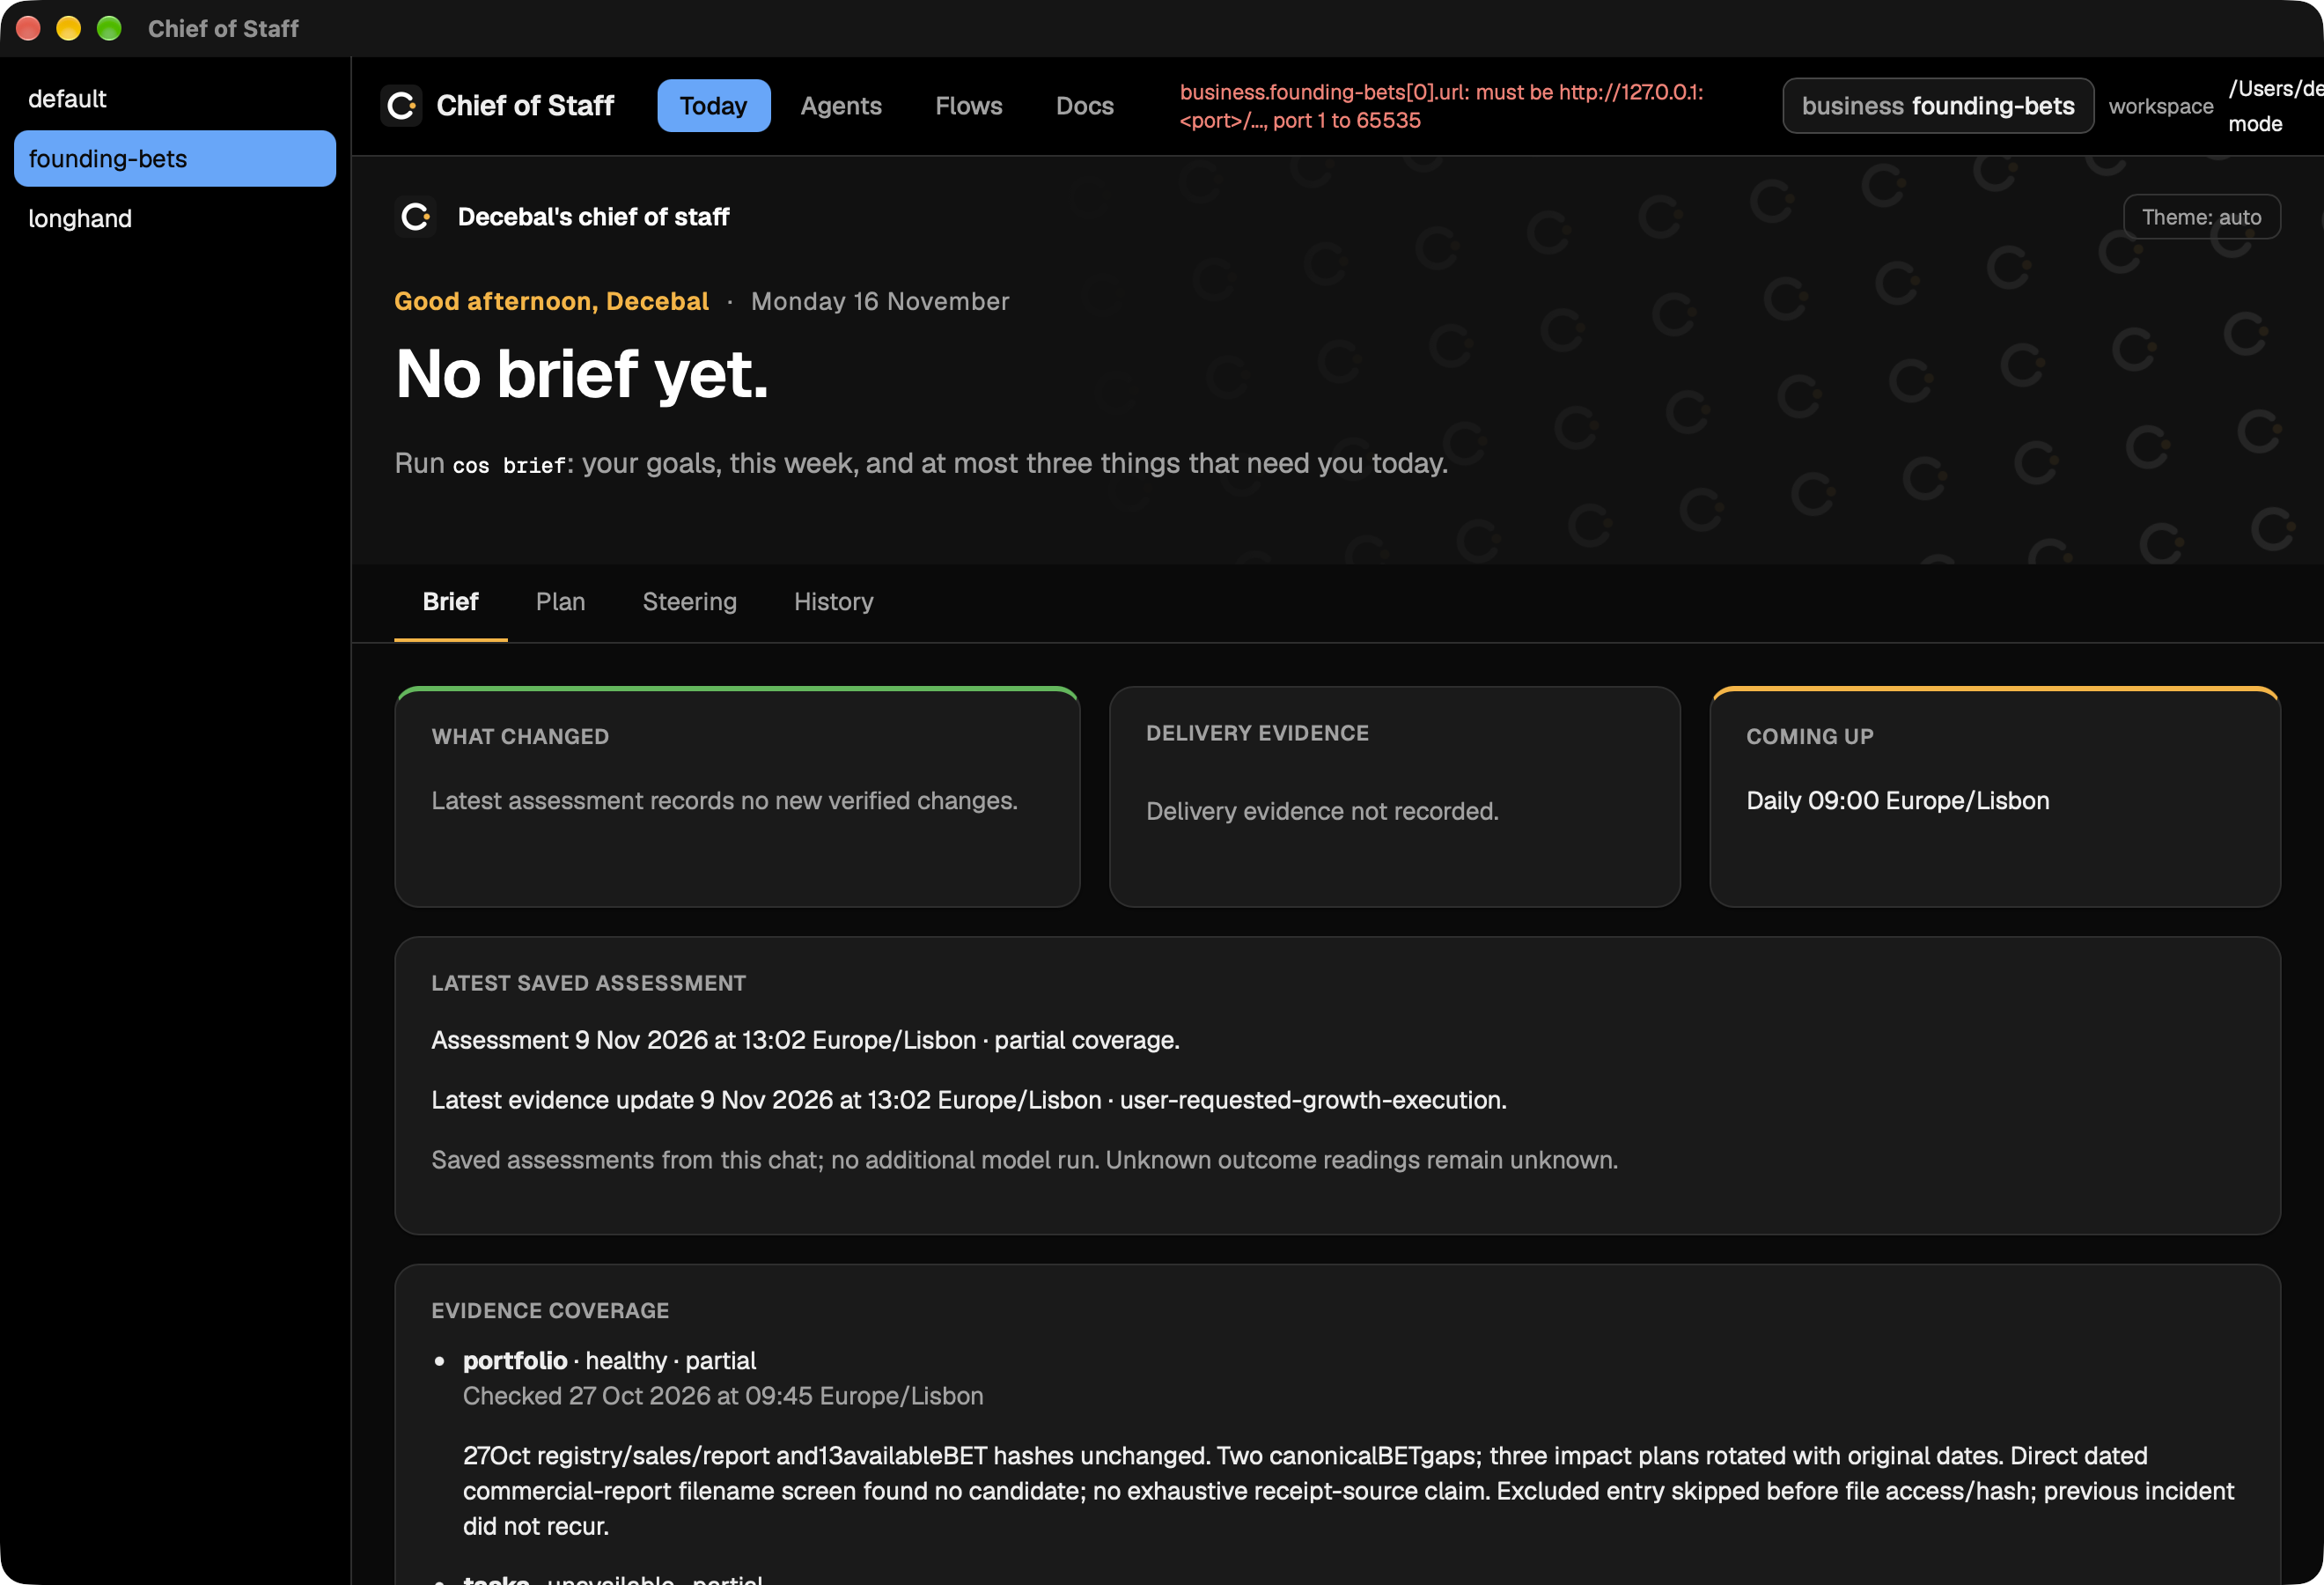 Chief of Staff
default
founding-bets
longhand
Chief of Staff
Today
Agents
Flows
Docs
business.founding-bets[0].url: must be http://127.0.0.1:
<port>/..., port 1 to 65535
business founding-bets
workspace
/Users/de
mode
Decebal's chief of staff
Theme: auto
Good afternoon, Decebal · Monday 16 November
No brief yet.
Run cos brief: your goals, this week, and at most three things that need you today.
Brief
Plan
Steering
History
WHAT CHANGED
Latest assessment records no new verified changes.
DELIVERY EVIDENCE
Delivery evidence not recorded.
COMING UP
Daily 09:00 Europe/Lisbon
LATEST SAVED ASSESSMENT
Assessment 9 Nov 2026 at 13:02 Europe/Lisbon · partial coverage.
Latest evidence update 9 Nov 2026 at 13:02 Europe/Lisbon · user-requested-growth-execution.
Saved assessments from this chat; no additional model run. Unknown outcome readings remain unknown.
EVIDENCE COVERAGE
• portfolio · healthy · partial
Checked 27 Oct 2026 at 09:45 Europe/Lisbon
27Oct registry/sales/report and13availableBET hashes unchanged. Two canonicalBETgaps; three impact plans rotated with original dates. Direct dated
commercial-report filename screen found no candidate; no exhaustive receipt-source claim. Excluded entry skipped before file access/hash; previous incident
did not recur.
• tasks · unavailable · partial